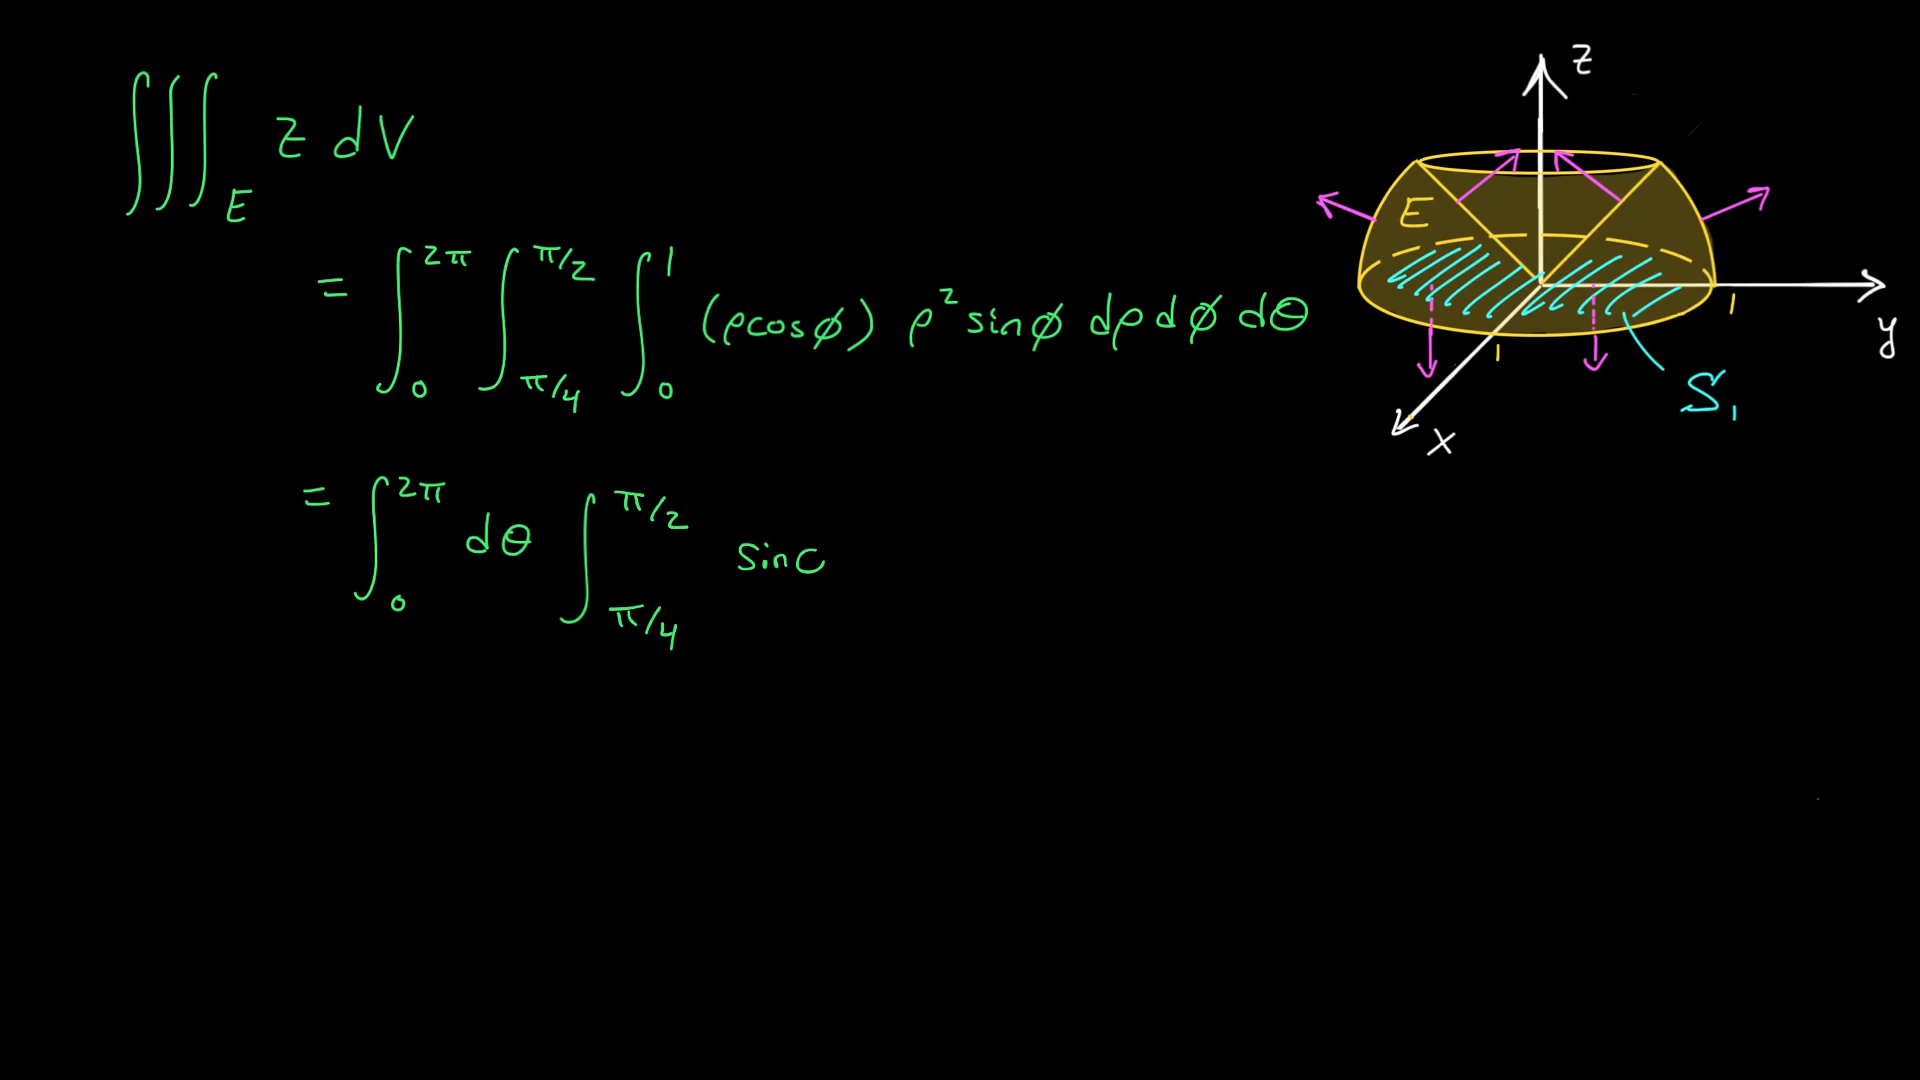 ∭_E z dV
= ∫_0^{2π} ∫_{π/4}^{π/2} ∫_0^1 (ρcosϕ) ρ² sinϕ dρ dϕ dθ
= ∫_0^{2π} dθ ∫_{π/4}^{π/2} sinc
z
E
1
1
y
S₁
x